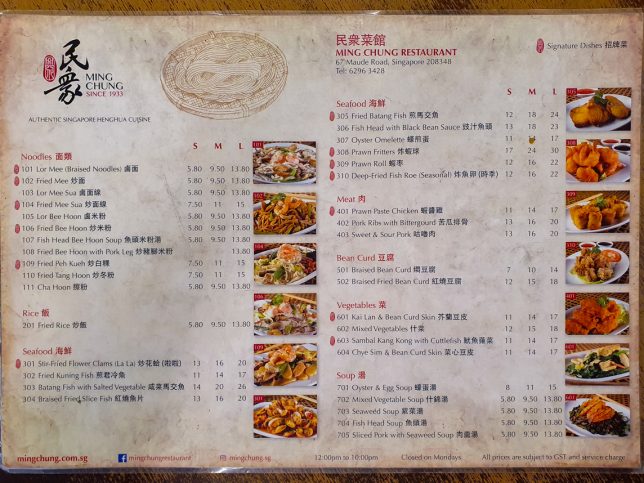 民衆
MING
CHUNG
SINCE 1933
AUTHENTIC SINGAPORE HENGHUA CUISINE
民衆菜館
MING CHUNG RESTAURANT
67 Maude Road, Singapore 208348
Tel: 6296 3428
Signature Dishes 招牌菜
S M L
Noodles 面類
101 Lor Mee (Braised Noodles) 鹵面 5.80 9.50 13.80
102 Fried Mee 炒面 5.80 9.50 13.80
103 Lor Mee Sua 鹵面線 5.80 9.50 13.80
104 Fried Mee Sua 炒面線 7.50 11 15
105 Lor Bee Hoon 鹵米粉 5.80 9.50 13.80
106 Fried Bee Hoon 炒米粉 5.80 9.50 13.80
107 Fish Head Bee Hoon Soup 魚頭米粉湯 5.80 9.50 13.80
108 Fried Bee Hoon with Pork Leg 炒豬腳米粉 5.80 9.50 13.80
109 Fried Peh Kueh 炒白粿 7.50 11 15
110 Fried Tang Hoon 炒冬粉 7.50 11 15
111 Cha Hoon 擦粉 5.80 9.50 13.80
Rice 飯
201 Fried Rice 炒飯 5.80 9.50 13.80
Seafood 海鮮
301 Stir-Fried Flower Clams (La La) 炒花蛤 (啦啦) 13 16 20
302 Fried Kuning Fish 煎君冷魚 11 14 17
303 Batang Fish with Salted Vegetable 咸菜馬交魚 14 20 26
304 Braised Fried Slice Fish 紅燒魚片 13 16 20
S M L
Seafood 海鮮
305 Fried Batang Fish 煎馬交魚 12 18 24
306 Fish Head with Black Bean Sauce 豉汁魚頭 13 18 23
307 Oyster Omelette 蠔煎蛋 11 17
308 Prawn Fritters 炸蝦球 17 24 30
309 Prawn Roll 蝦棗 12 16 22
310 Deep-Fried Fish Roe (Seasonal) 炸魚卵 (時季) 12 16 22
Meat 肉
401 Prawn Paste Chicken 蝦醬雞 11 14 17
402 Pork Ribs with Bittergourd 苦瓜排骨 13 16 20
403 Sweet & Sour Pork 咕嚕肉 13 16 20
Bean Curd 豆腐
501 Braised Bean Curd 燜豆腐 7 10 14
502 Braised Fried Bean Curd 紅燒豆腐 12 15 18
Vegetables 菜
601 Kai Lan & Bean Curd Skin 芥蘭豆皮 11 14 17
602 Mixed Vegetables 什菜 12 15 18
603 Sambal Kang Kong with Cuttlefish 魷魚蕹菜 11 14 17
604 Chye Sim & Bean Curd Skin 菜心豆皮 11 14 17
Soup 湯
701 Oyster & Egg Soup 蠔蛋湯 8 11 15
702 Mixed Vegetable Soup 什錦湯 5.80 9.50 13.80
703 Seaweed Soup 紫菜湯 5.80 9.50 13.80
704 Fish Head Soup 魚頭湯 5.80 9.50 13.80
705 Sliced Pork with Seaweed Soup 肉扁湯 5.80 9.50 13.80
mingchung.com.sg mingchungrestaurant mingchung.sg 12:00pm to 10:00pm Closed on Mondays. All prices are subject to GST and service charge